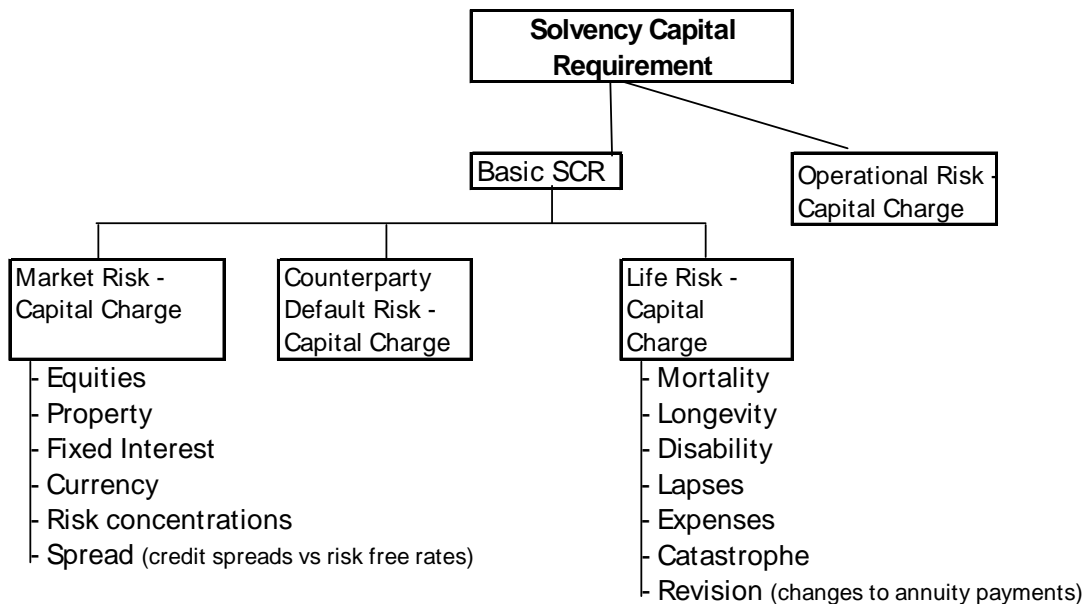 Solvency Capital
Requirement
Basic SCR
Operational Risk -
Capital Charge
Market Risk -
Capital Charge
Counterparty
Default Risk -
Capital Charge
Life Risk -
Capital
Charge
- Equities
- Property
- Fixed Interest
- Currency
- Risk concentrations
- Spread (credit spreads vs risk free rates)
- Mortality
- Longevity
- Disability
- Lapses
- Expenses
- Catastrophe
- Revision (changes to annuity payments)